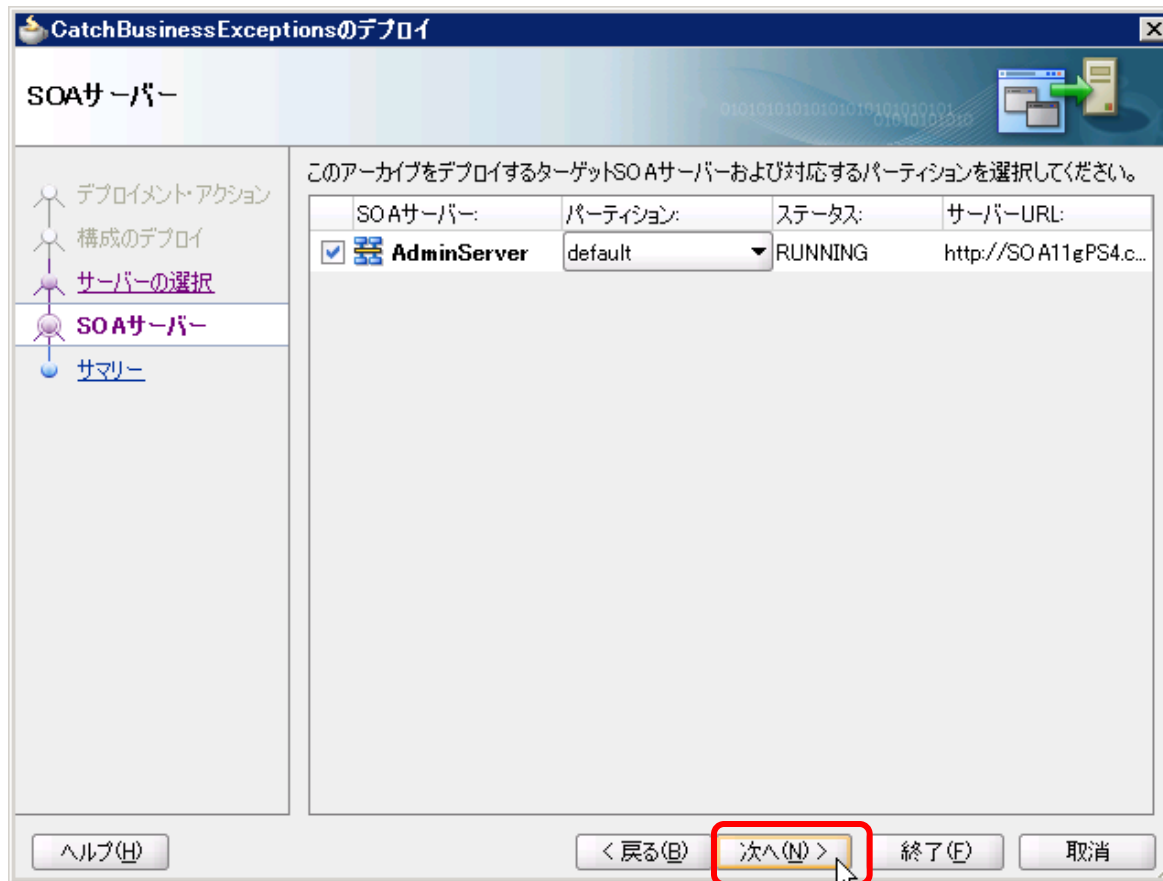 CatchBusinessExceptionsのデプロイ
SOAサーバー
このアーカイブをデプロイするターゲットSOAサーバーおよび対応するパーティションを選択してください。
デプロイメント・アクション
構成のデプロイ
サーバーの選択
SOAサーバー
サマリー
SOAサーバー: パーティション: ステータス: サーバーURL:
AdminServer default RUNNING http://SOA11gPS4.c...
ヘルプ(H) < 戻る(B) 次へ(N) > 終了(F) 取消